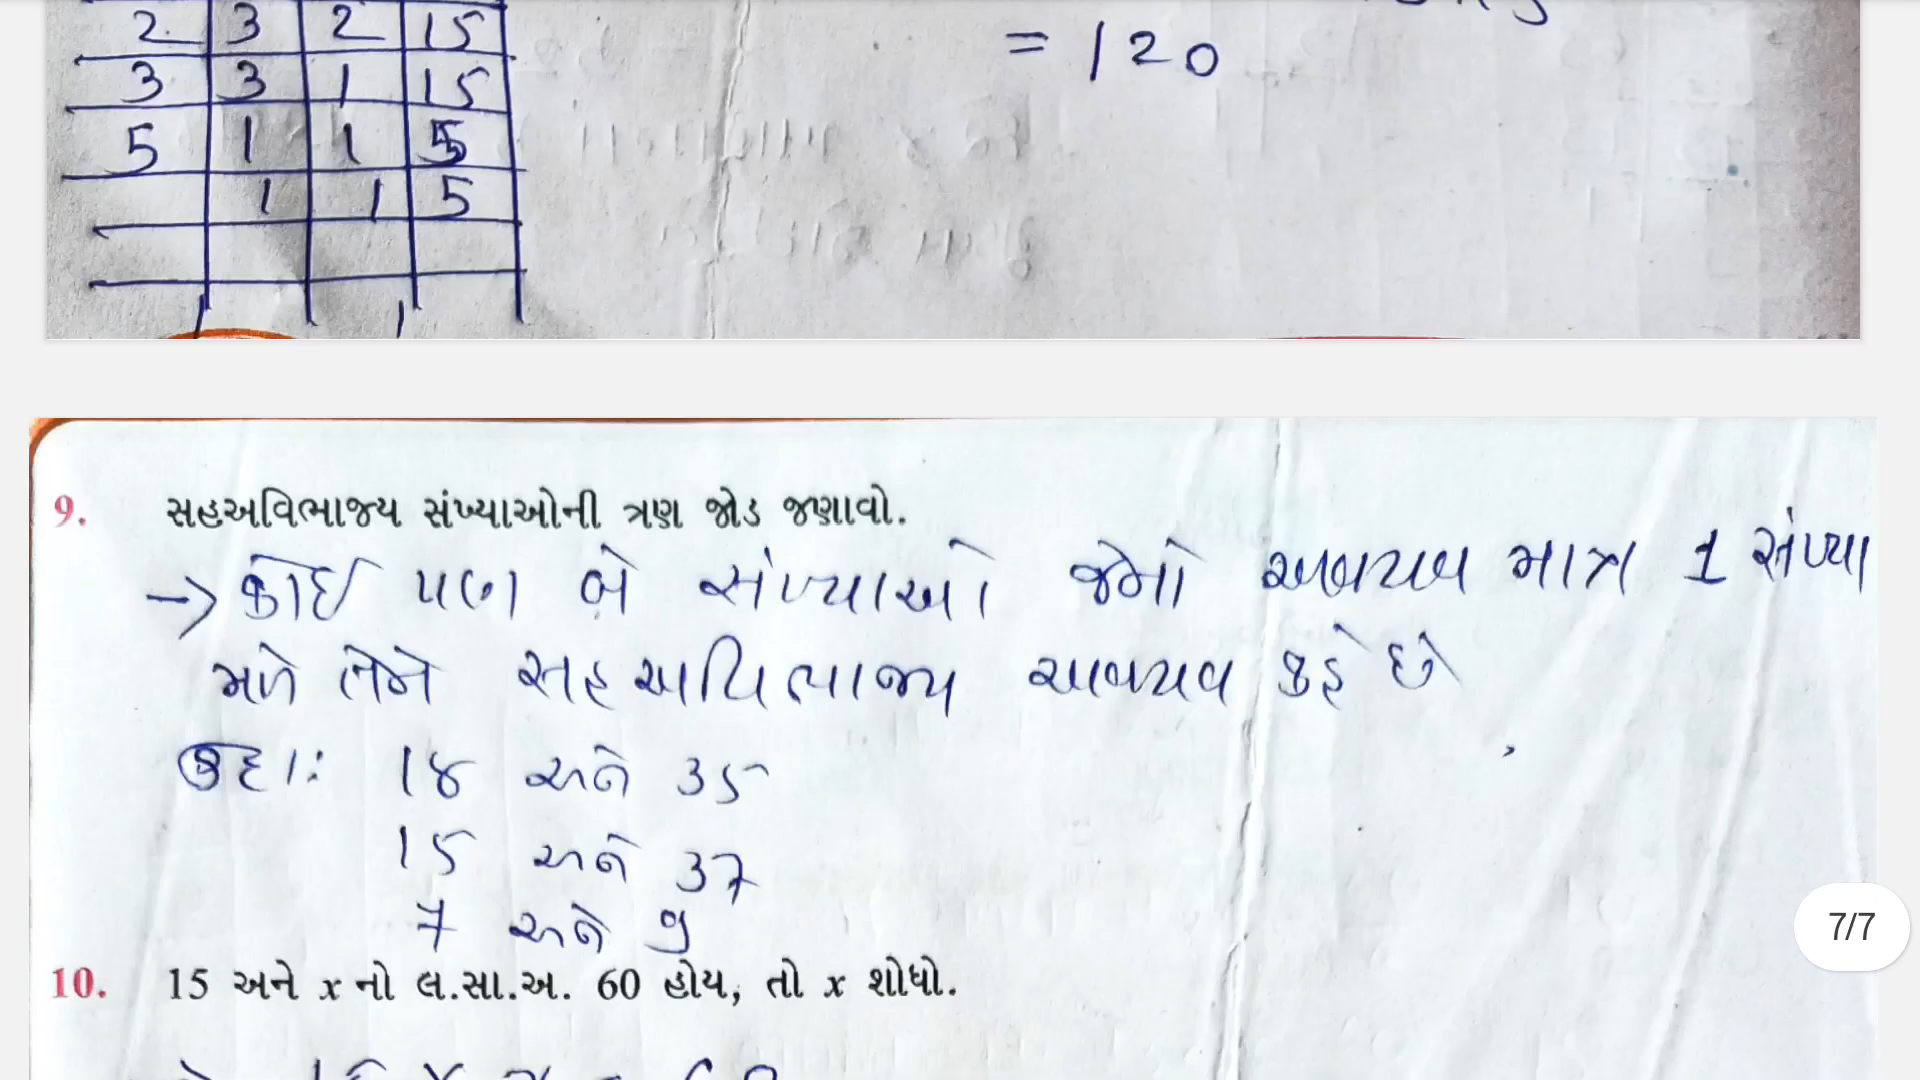 2 3 2 15
= 120
3 3 1 15
5 1 1 5
1 1 5
9. સહઅવિભાજ્ય સંખ્યાઓની ત્રણ જોડ જણાવો.
→ કોઈ પણ બે સંખ્યાઓ જેનો અવયવ માત્ર 1 સંખ્યા
મળે તેને સહઅવિભાજ્ય અવયવ કહે છે
ઉદા: 1૪ અને 35
15 અને 37
7 અને 9
10. 15 અને x નો લ.સા.અ. 60 હોય, તો x શોધો.
7/7